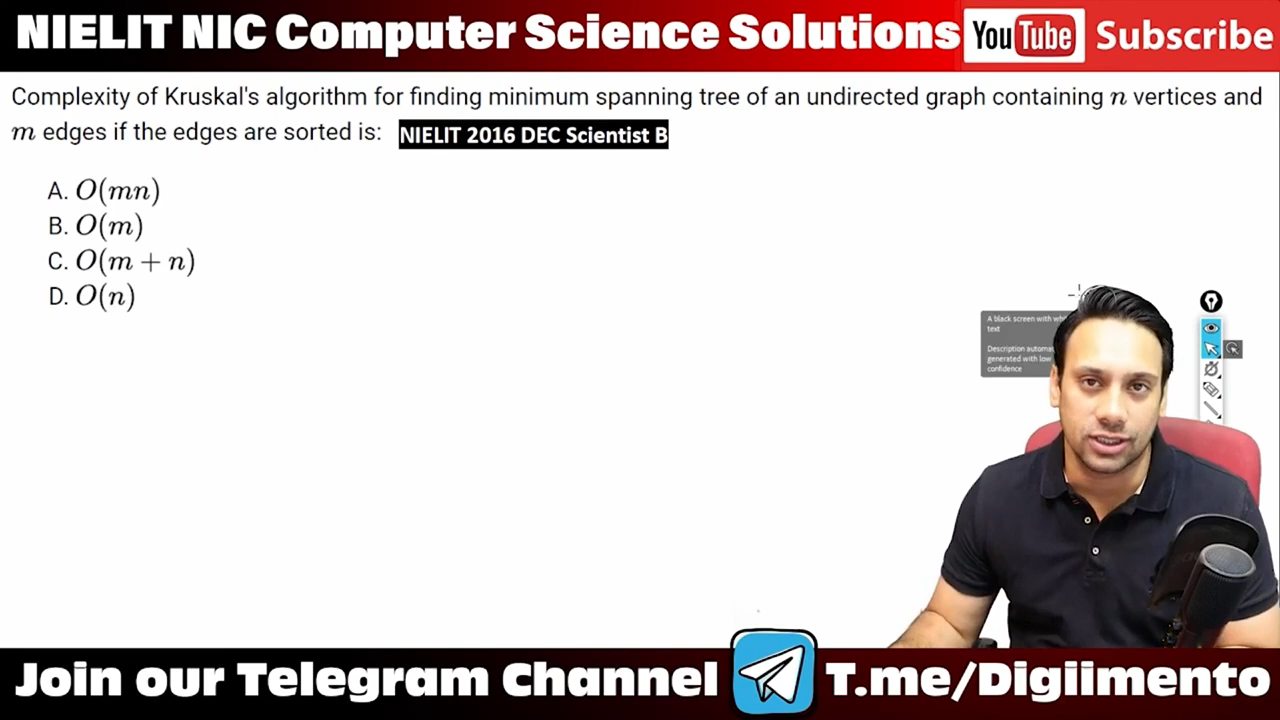 NIELIT NIC Computer Science Solutions YouTube Subscribe
Complexity of Kruskal's algorithm for finding minimum spanning tree of an undirected graph containing n vertices and
m edges if the edges are sorted is: NIELIT 2016 DEC Scientist B
A. O(mn)
B. O(m)
C. O(m + n)
D. O(n)
A black screen with
text
Description
generated with low
confidence
Join our Telegram Channel T.me/Digiimento